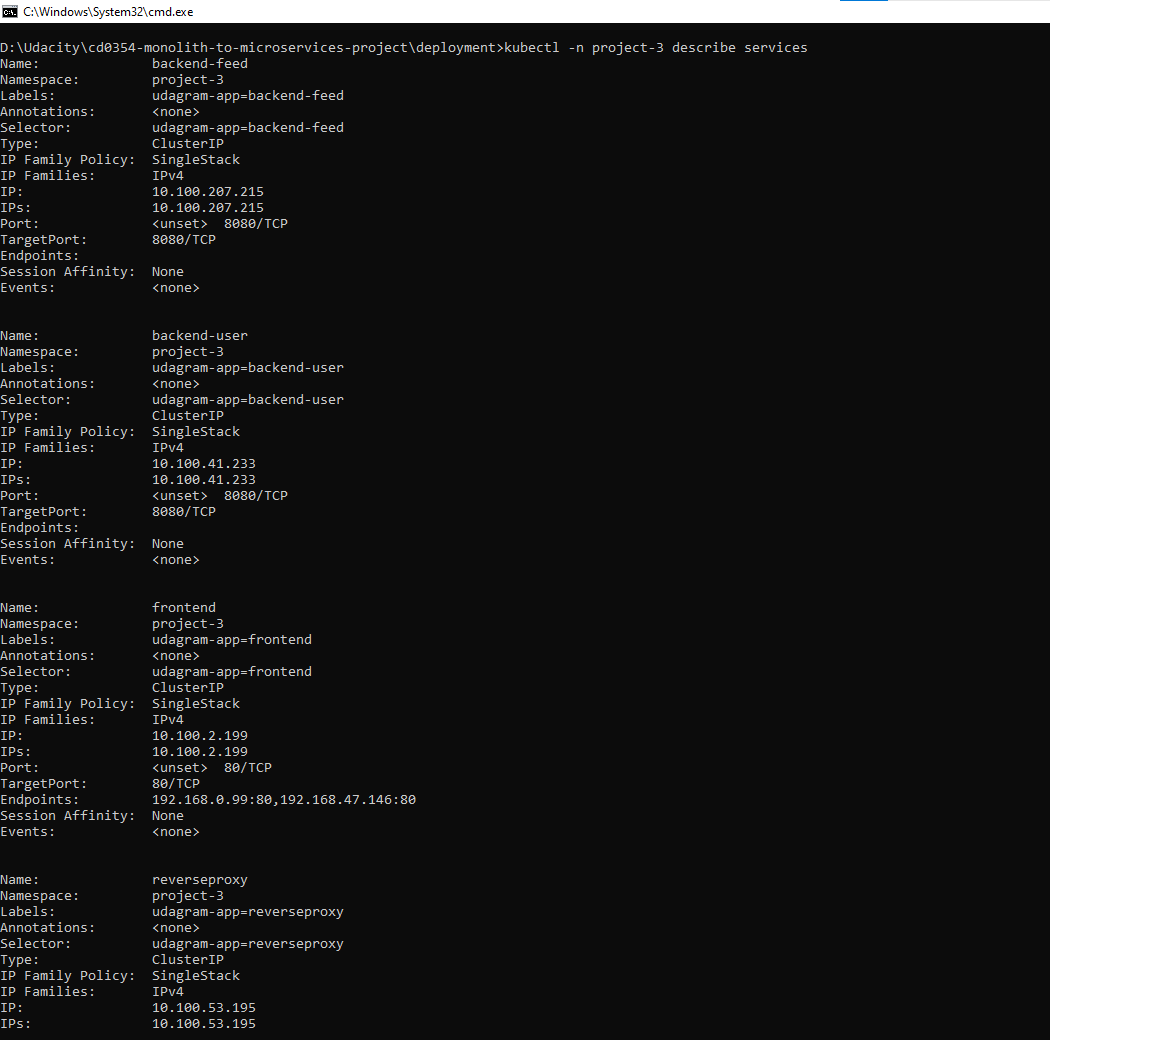 C:\Windows\System32\cmd.exe
D:\Udacity\cd0354-monolith-to-microservices-project\deployment>kubectl -n project-3 describe services
Name:              backend-feed
Namespace:         project-3
Labels:            udagram-app=backend-feed
Annotations:       <none>
Selector:          udagram-app=backend-feed
Type:              ClusterIP
IP Family Policy:  SingleStack
IP Families:       IPv4
IP:                10.100.207.215
IPs:               10.100.207.215
Port:              <unset>  8080/TCP
TargetPort:        8080/TCP
Endpoints:
Session Affinity:  None
Events:            <none>
Name:              backend-user
Namespace:         project-3
Labels:            udagram-app=backend-user
Annotations:       <none>
Selector:          udagram-app=backend-user
Type:              ClusterIP
IP Family Policy:  SingleStack
IP Families:       IPv4
IP:                10.100.41.233
IPs:               10.100.41.233
Port:              <unset>  8080/TCP
TargetPort:        8080/TCP
Endpoints:
Session Affinity:  None
Events:            <none>
Name:              frontend
Namespace:         project-3
Labels:            udagram-app=frontend
Annotations:       <none>
Selector:          udagram-app=frontend
Type:              ClusterIP
IP Family Policy:  SingleStack
IP Families:       IPv4
IP:                10.100.2.199
IPs:               10.100.2.199
Port:              <unset>  80/TCP
TargetPort:        80/TCP
Endpoints:         192.168.0.99:80,192.168.47.146:80
Session Affinity:  None
Events:            <none>
Name:              reverseproxy
Namespace:         project-3
Labels:            udagram-app=reverseproxy
Annotations:       <none>
Selector:          udagram-app=reverseproxy
Type:              ClusterIP
IP Family Policy:  SingleStack
IP Families:       IPv4
IP:                10.100.53.195
IPs:               10.100.53.195